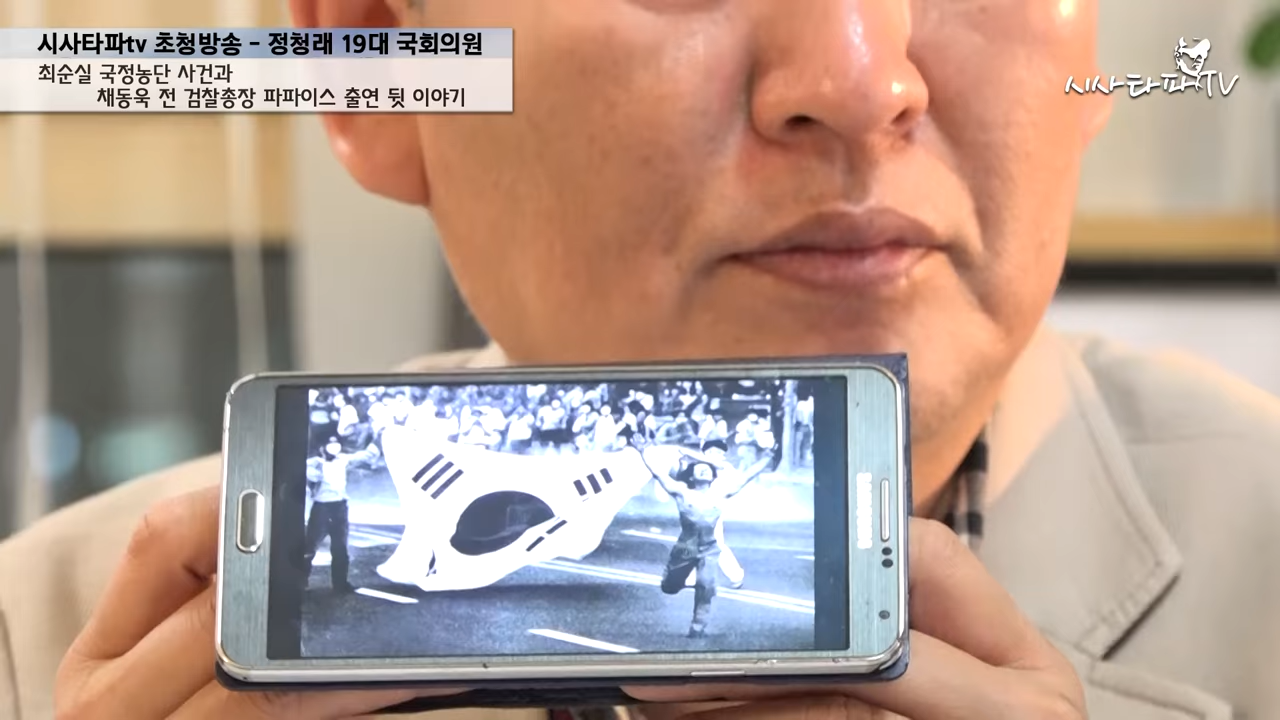 시사타파tv 초청방송 - 정청래 19대 국회의원
최순실 국정농단 사건과
채동욱 전 검찰총장 파파이스 출연 뒷 이야기
시사타파TV
SAMSUNG